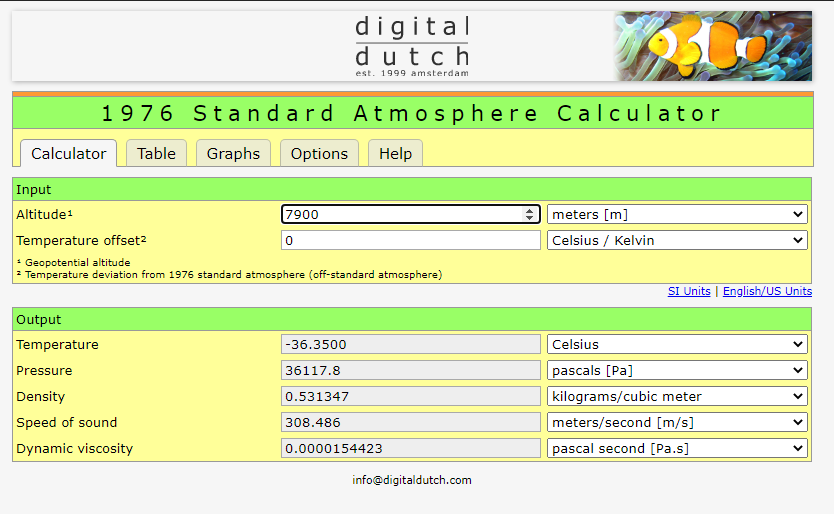 digital
dutch
est. 1999 amsterdam
1976 Standard Atmosphere Calculator
Calculator Table Graphs Options Help
Input
Altitude¹ 7900 meters [m]
Temperature offset² 0 Celsius / Kelvin
¹ Geopotential altitude
² Temperature deviation from 1976 standard atmosphere (off-standard atmosphere)
SI Units | English/US Units
Output
Temperature -36.3500 Celsius
Pressure 36117.8 pascals [Pa]
Density 0.531347 kilograms/cubic meter
Speed of sound 308.486 meters/second [m/s]
Dynamic viscosity 0.0000154423 pascal second [Pa.s]
info@digitaldutch.com